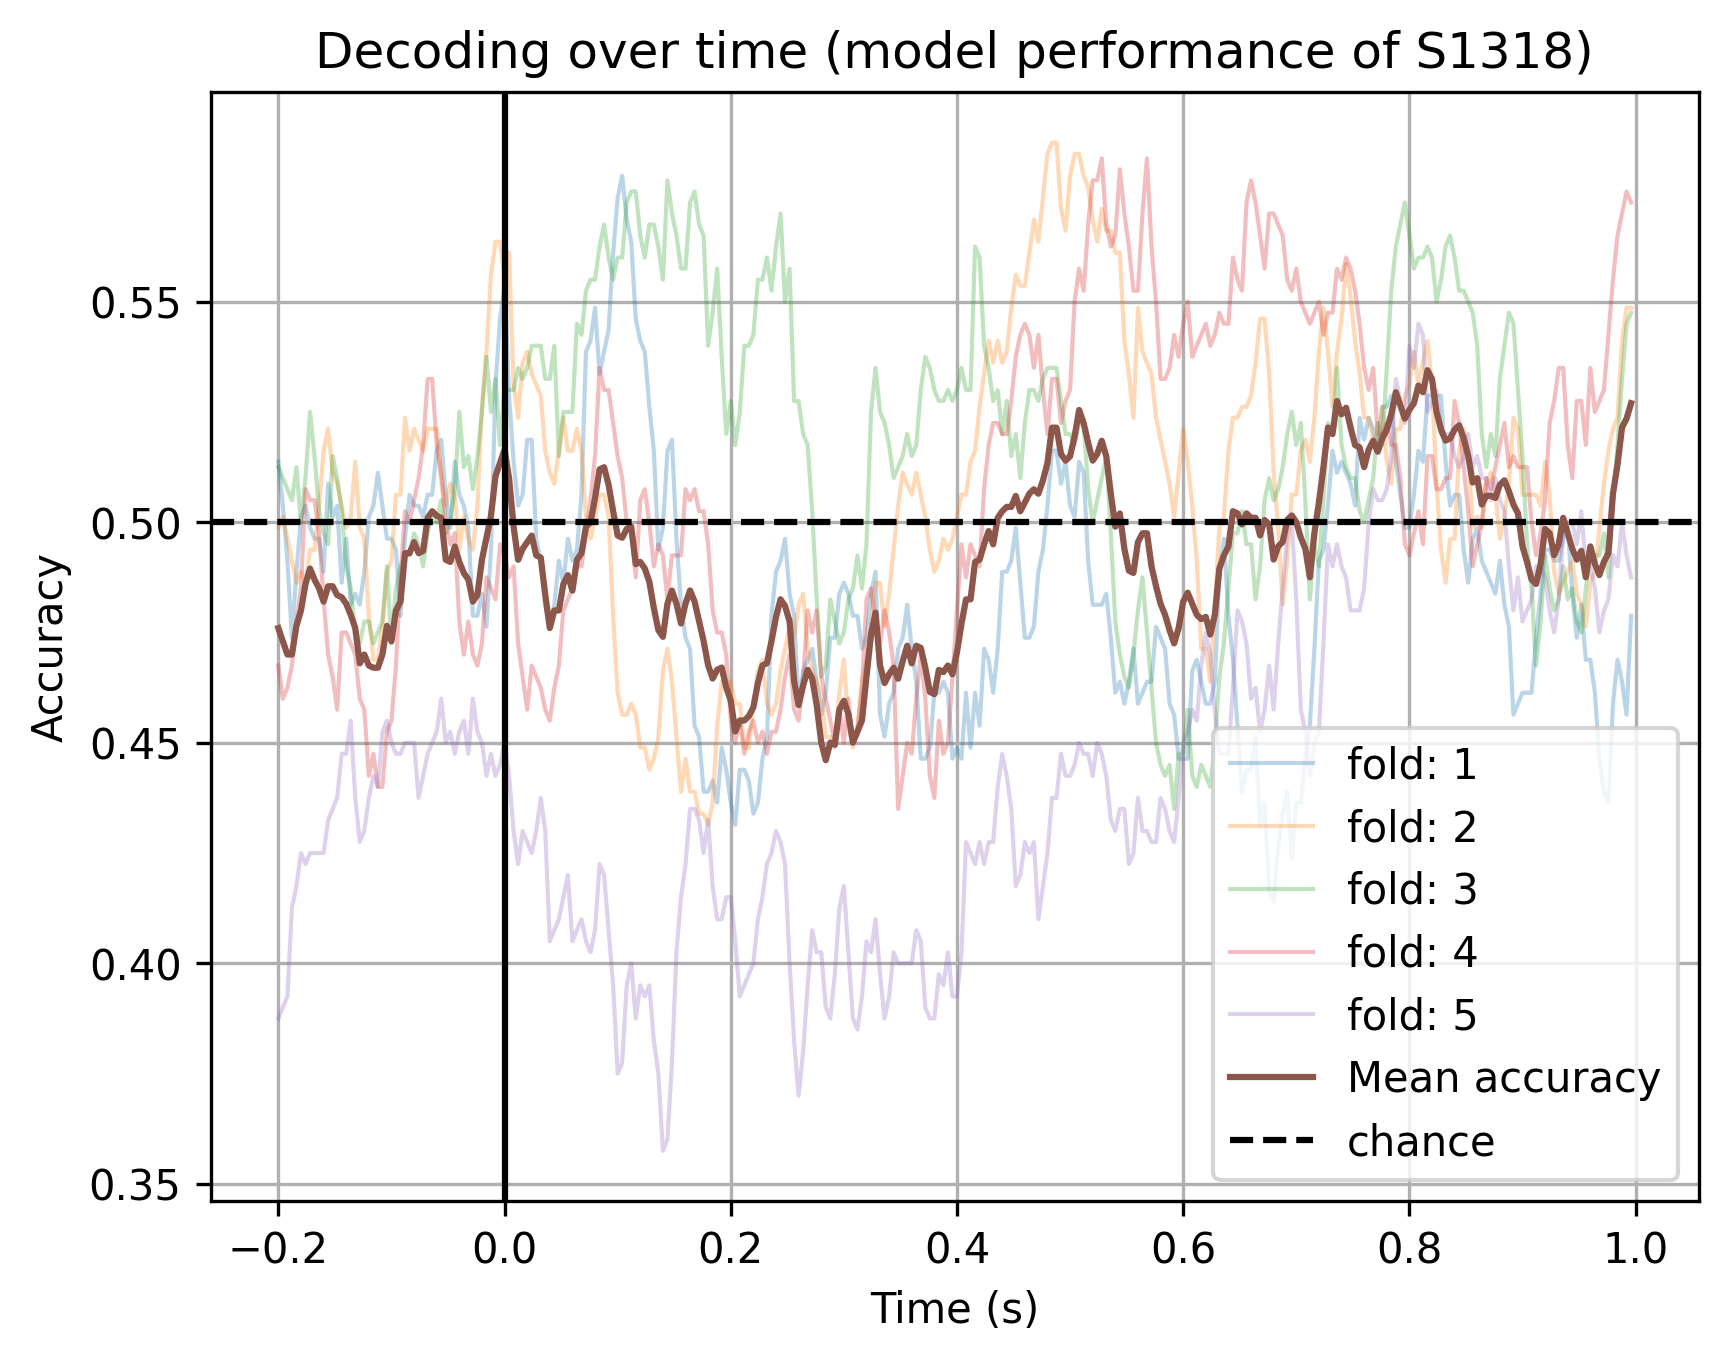 Decoding over time (model performance of S1318)
Accuracy
0.55
0.50
0.45
0.40
0.35
−0.2 0.0 0.2 0.4 0.6 0.8 1.0
Time (s)
fold: 1
fold: 2
fold: 3
fold: 4
fold: 5
Mean accuracy
chance